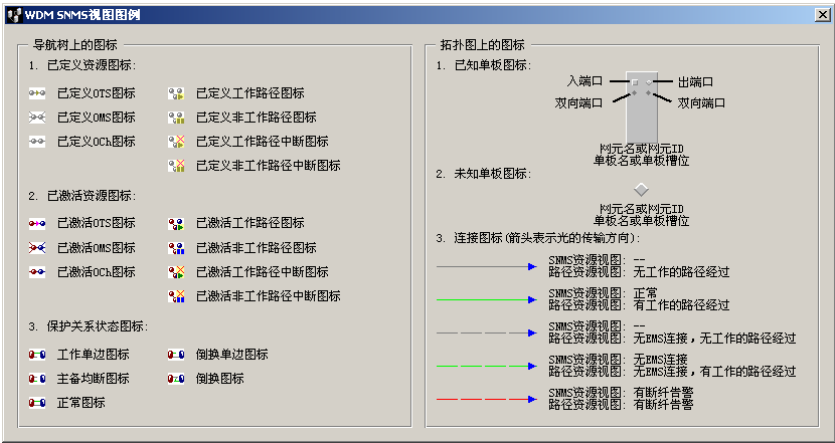 WDM SNMS视图图例
导航树上的图标
1. 已定义资源图标:
已定义OTS图标
已定义工作路径图标
已定义OMS图标
已定义非工作路径图标
已定义OCh图标
已定义工作路径中断图标
已定义非工作路径中断图标
2. 已激活资源图标:
已激活OTS图标
已激活工作路径图标
已激活OMS图标
已激活非工作路径图标
已激活OCh图标
已激活工作路径中断图标
已激活非工作路径中断图标
3. 保护关系状态图标:
工作单边图标
倒换单边图标
主备均断图标
倒换图标
正常图标
拓扑图上的图标
1. 已知单板图标:
入端口
出端口
双向端口
双向端口
网元名或网元ID
单板名或单板槽位
2. 未知单板图标:
网元名或网元ID
单板名或单板槽位
3. 连接图标(箭头表示光的传输方向):
SNMS资源视图: --
路径资源视图: 无工作的路径经过
SNMS资源视图: 正常
路径资源视图: 有工作的路径经过
SNMS资源视图: --
路径资源视图: 无EMS连接，无工作的路径经过
SNMS资源视图: 无EMS连接
路径资源视图: 无EMS连接，有工作的路径经过
SNMS资源视图: 有断纤告警
路径资源视图: 有断纤告警